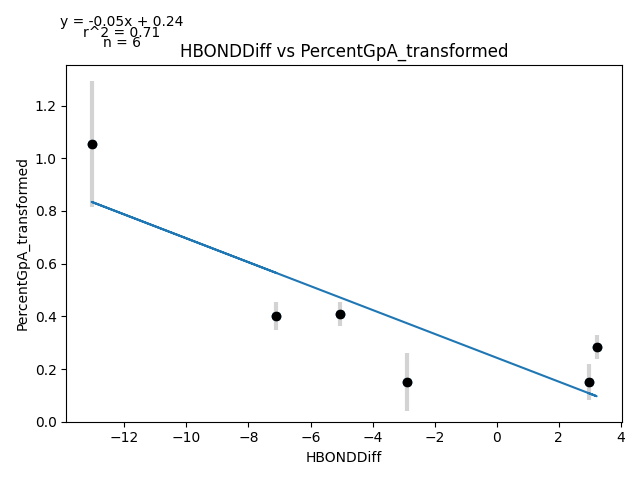 y = -0.05x + 0.24
r^2 = 0.71
n = 6
HBONDDiff vs PercentGpA_transformed
PercentGpA_transformed
1.2
1.0
0.8
0.6
0.4
0.2
0.0
−12 −10 −8 −6 −4 −2 0 2 4
HBONDDiff